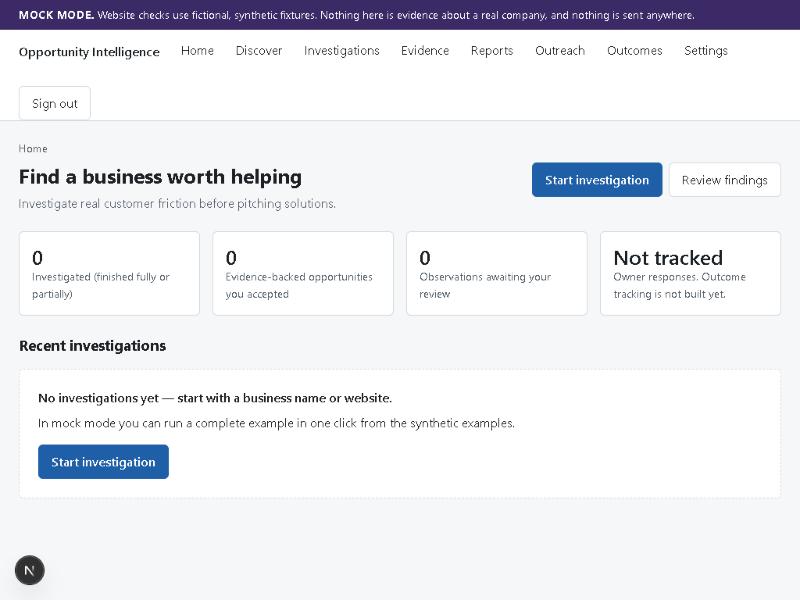 MOCK MODE. Website checks use fictional, synthetic fixtures. Nothing here is evidence about a real company, and nothing is sent anywhere.
Opportunity Intelligence Home Discover Investigations Evidence Reports Outreach Outcomes Settings
Sign out
Home
Find a business worth helping
Start investigation Review findings
Investigate real customer friction before pitching solutions.
0
Investigated (finished fully or
partially)
0
Evidence-backed opportunities
you accepted
0
Observations awaiting your
review
Not tracked
Owner responses. Outcome
tracking is not built yet.
Recent investigations
No investigations yet — start with a business name or website.
In mock mode you can run a complete example in one click from the synthetic examples.
Start investigation
N